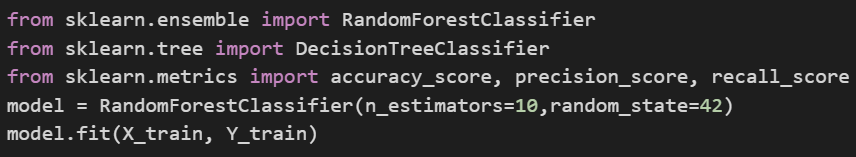 from sklearn.ensemble import RandomForestClassifier
from sklearn.tree import DecisionTreeClassifier
from sklearn.metrics import accuracy_score, precision_score, recall_score
model = RandomForestClassifier(n_estimators=10,random_state=42)
model.fit(X_train, Y_train)